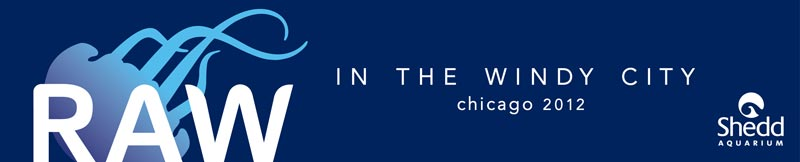 RAW
IN THE WINDY CITY
chicago 2012
Shedd
AQUARIUM